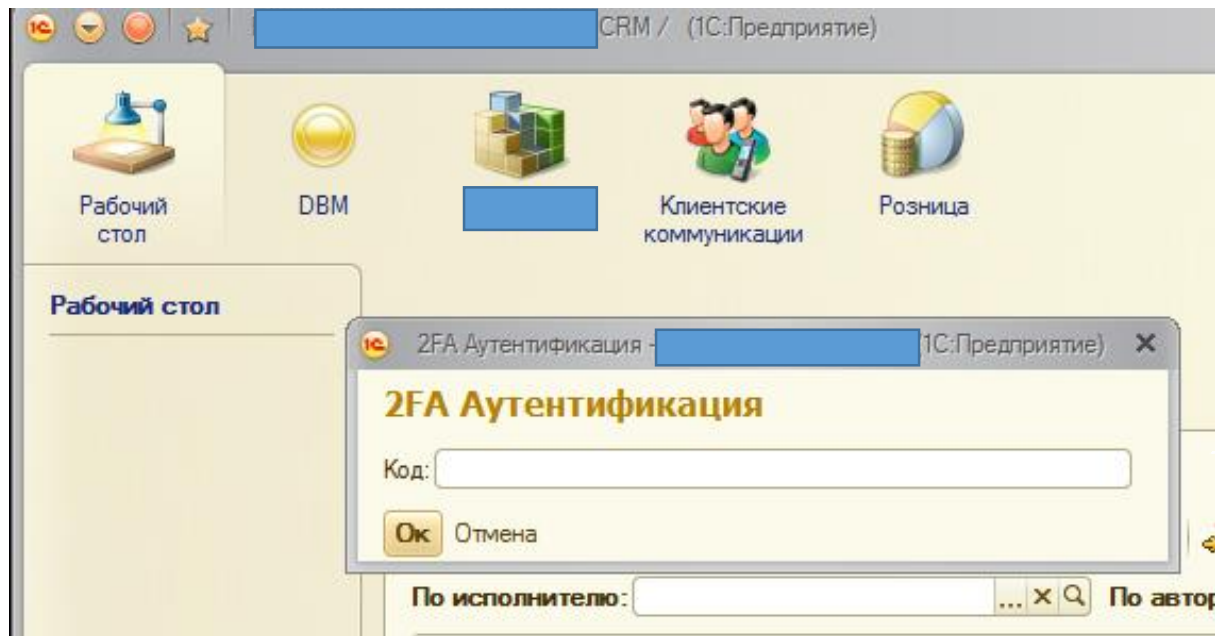 CRM / (1С:Предприятие)
Рабочий
стол
DBM
Клиентские
коммуникации
Розница
Рабочий стол
2FA Аутентификация - (1С:Предприятие)
2FA Аутентификация
Код:
Ок Отмена
По исполнителю: ... По автор